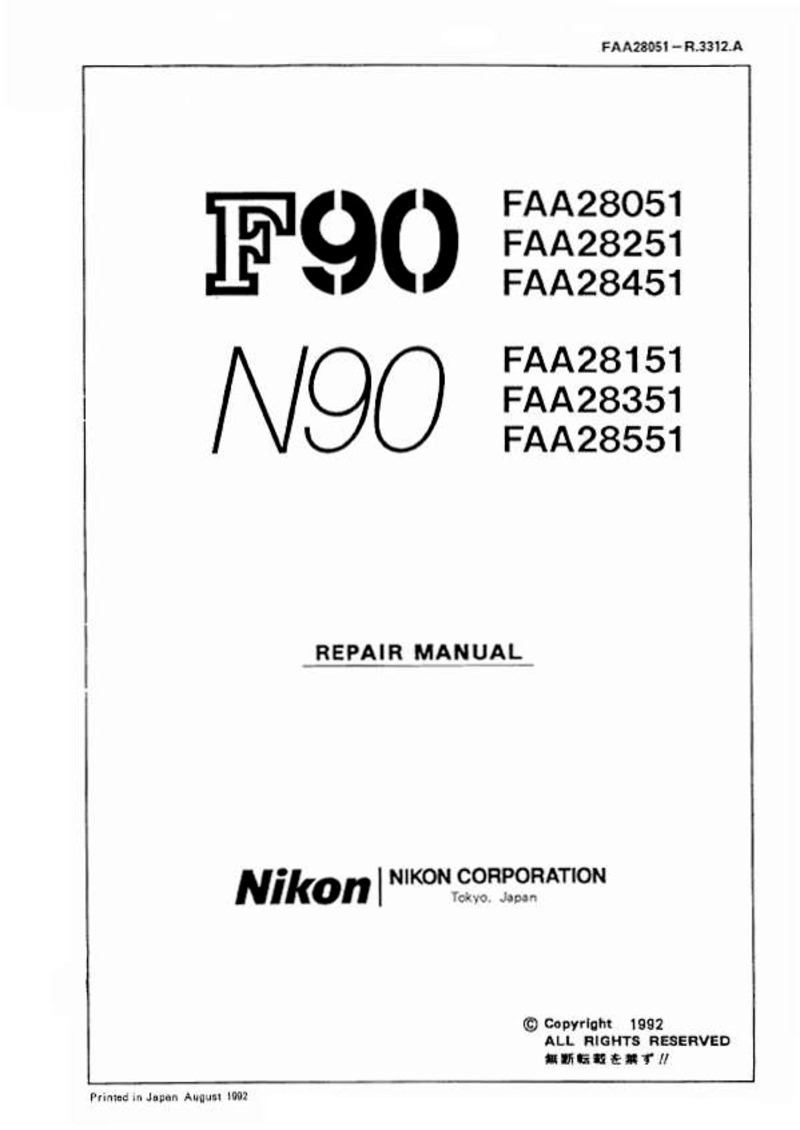 FAA28051－R.3312.A
F90
FAA28051
FAA28251
FAA28451
N90
FAA28151
FAA28351
FAA28551
REPAIR MANUAL
Nikon
NIKON CORPORATION
Tokyo, Japan
© Copyright 1992
ALL RIGHTS RESERVED
無断転載を禁ず!!
Printed in Japan August 1992